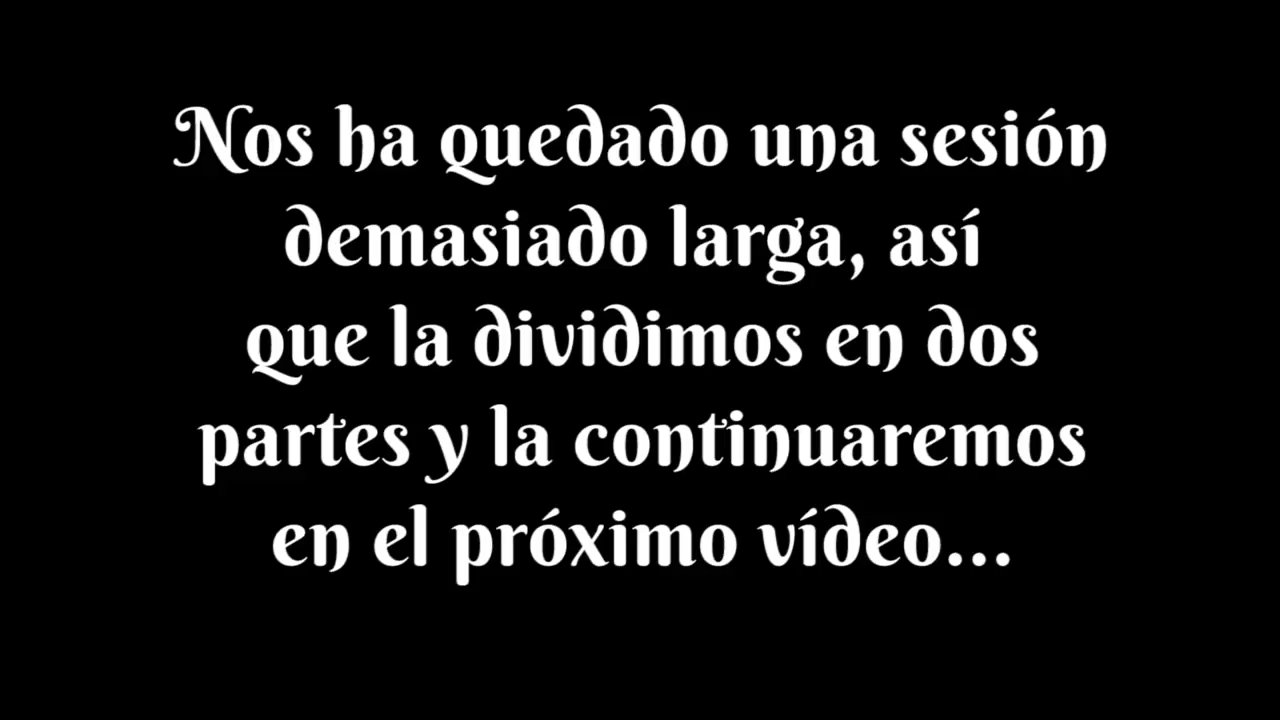 Nos ha quedado una sesión
demasiado larga, así
que la dividimos en dos
partes y la continuaremos
en el próximo vídeo...